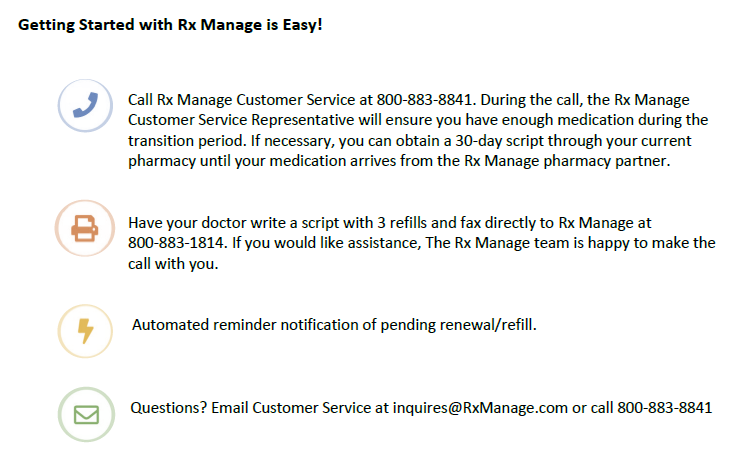 Getting Started with Rx Manage is Easy!
Call Rx Manage Customer Service at 800-883-8841. During the call, the Rx Manage
Customer Service Representative will ensure you have enough medication during the
transition period. If necessary, you can obtain a 30-day script through your current
pharmacy until your medication arrives from the Rx Manage pharmacy partner.
Have your doctor write a script with 3 refills and fax directly to Rx Manage at
800-883-1814. If you would like assistance, The Rx Manage team is happy to make the
call with you.
Automated reminder notification of pending renewal/refill.
Questions? Email Customer Service at inquires@RxManage.com or call 800-883-8841